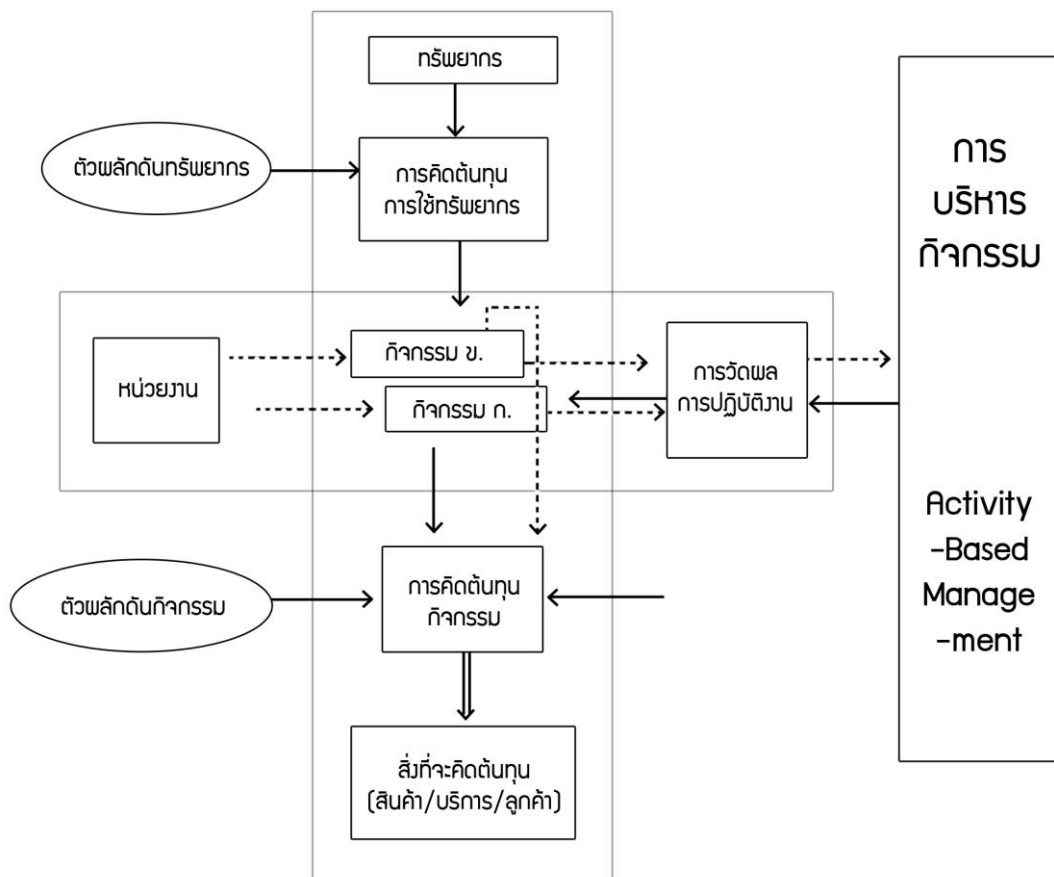 ทรัพยากร
ตัวผลักดันทรัพยากร
การคิดต้นทุน
การใช้ทรัพยากร
การ
บริหาร
กิจกรรม
หน่วยงาน
กิจกรรม ข.
กิจกรรม ก.
การวัดผล
การปฏิบัติงาน
Activity
-Based
Manage
-ment
ตัวผลักดันกิจกรรม
การคิดต้นทุน
กิจกรรม
สิ่งที่จะคิดต้นทุน
(สินค้า/บริการ/ลูกค้า)